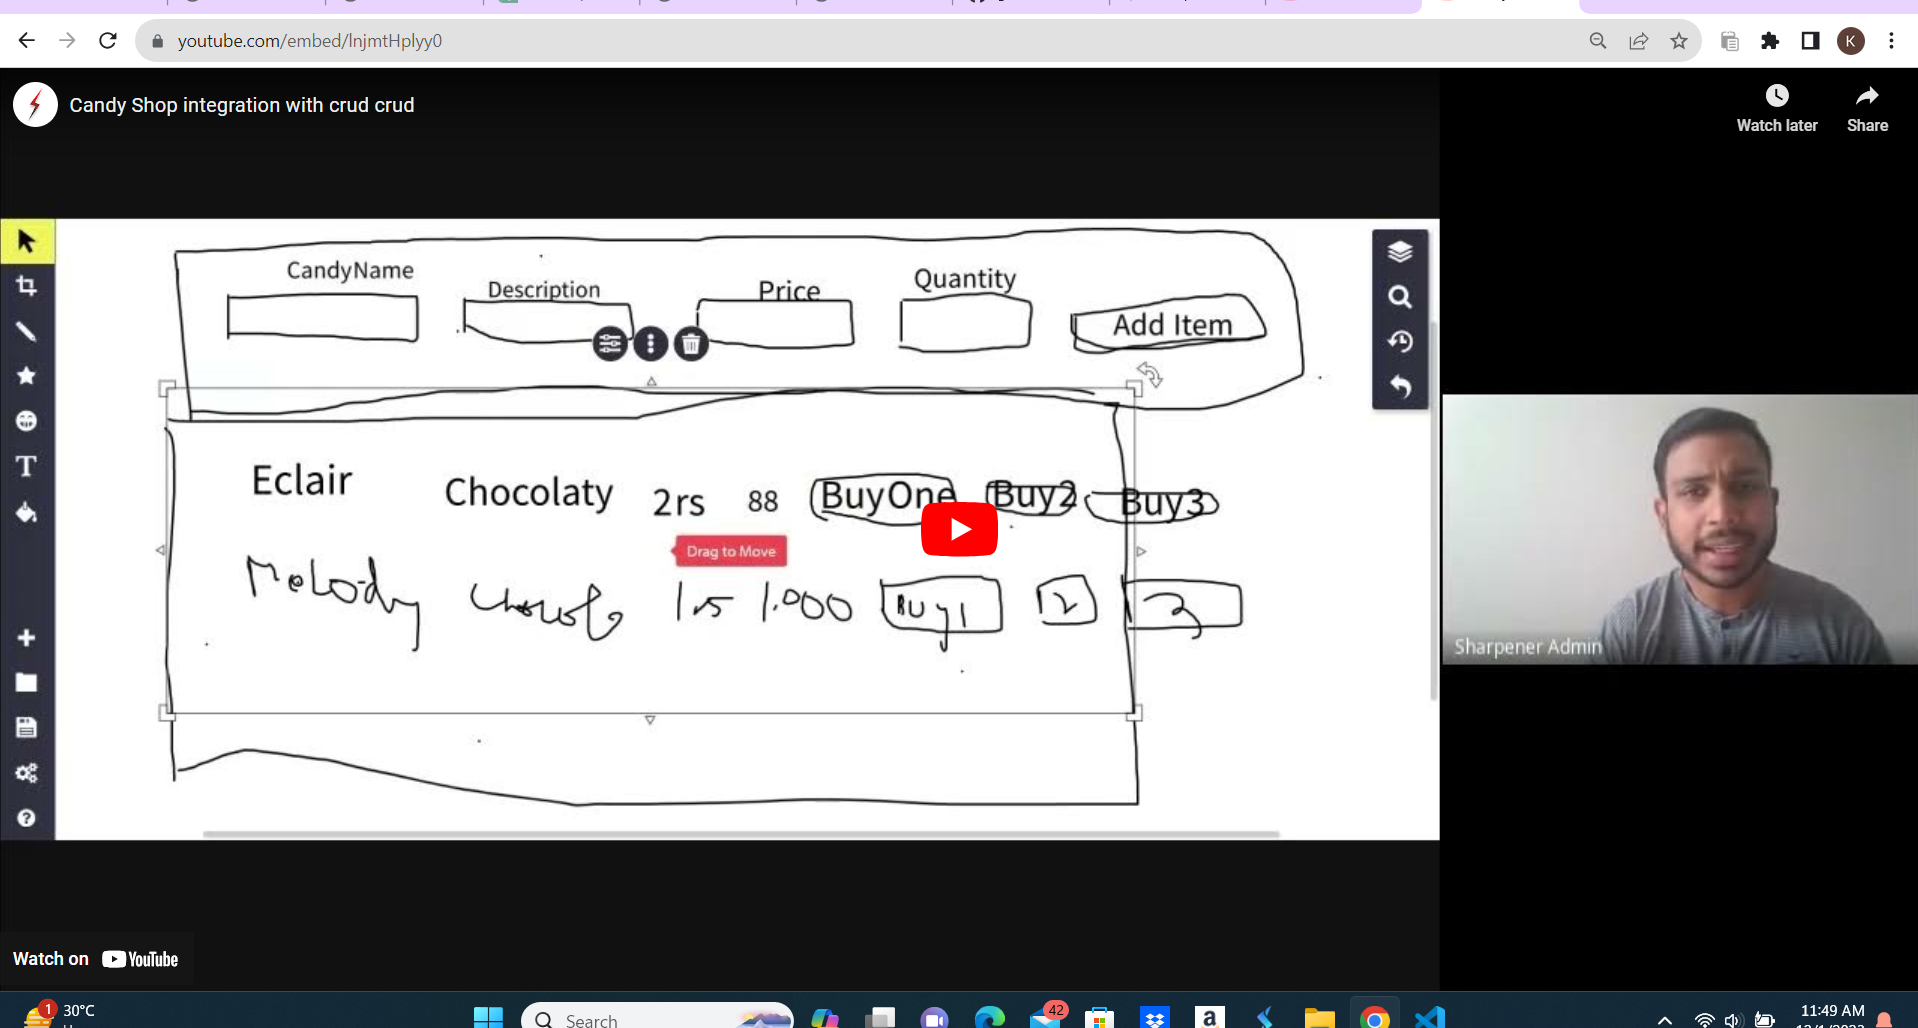 youtube.com/embed/lnjmtHplyy0
K
Candy Shop integration with crud crud
Watch later
Share
CandyName
Description
Price
Quantity
Add Item
Eclair Chocolaty 2rs 88 BuyOne Buy2 Buy3
Drag to Move
Melody 1rs 1000 Buy1 2 3
Sharpener Admin
Watch on YouTube
1
30°C
Search
42
11:49 AM